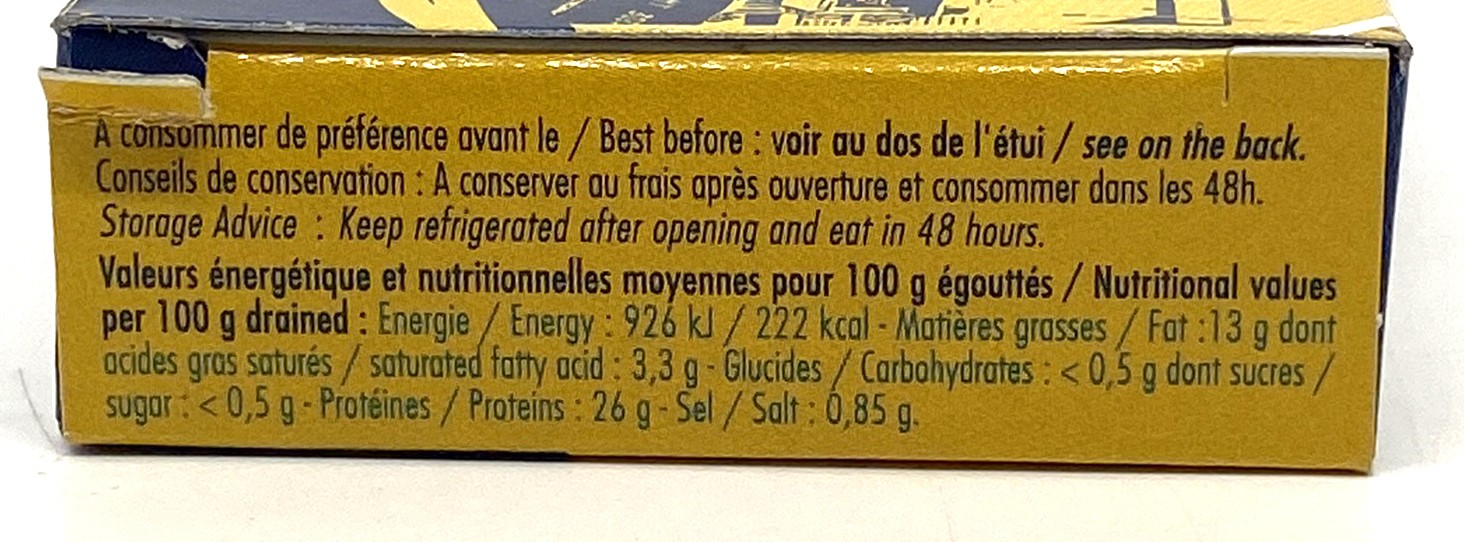 A consommer de préférence avant le / Best before : voir au dos de l'étui / see on the back.
Conseils de conservation : A conserver au frais après ouverture et consommer dans les 48h.
Storage Advice : Keep refrigerated after opening and eat in 48 hours.
Valeurs énergétique et nutritionnelles moyennes pour 100 g égouttés / Nutritional values
per 100 g drained : Energie / Energy : 926 kJ / 222 kcal - Matières grasses / Fat :13 g dont
acides gras saturés / saturated fatty acid : 3,3 g - Glucides / Carbohydrates : < 0,5 g dont sucres /
sugar : < 0,5 g - Protéines / Proteins : 26 g - Sel / Salt : 0,85 g.